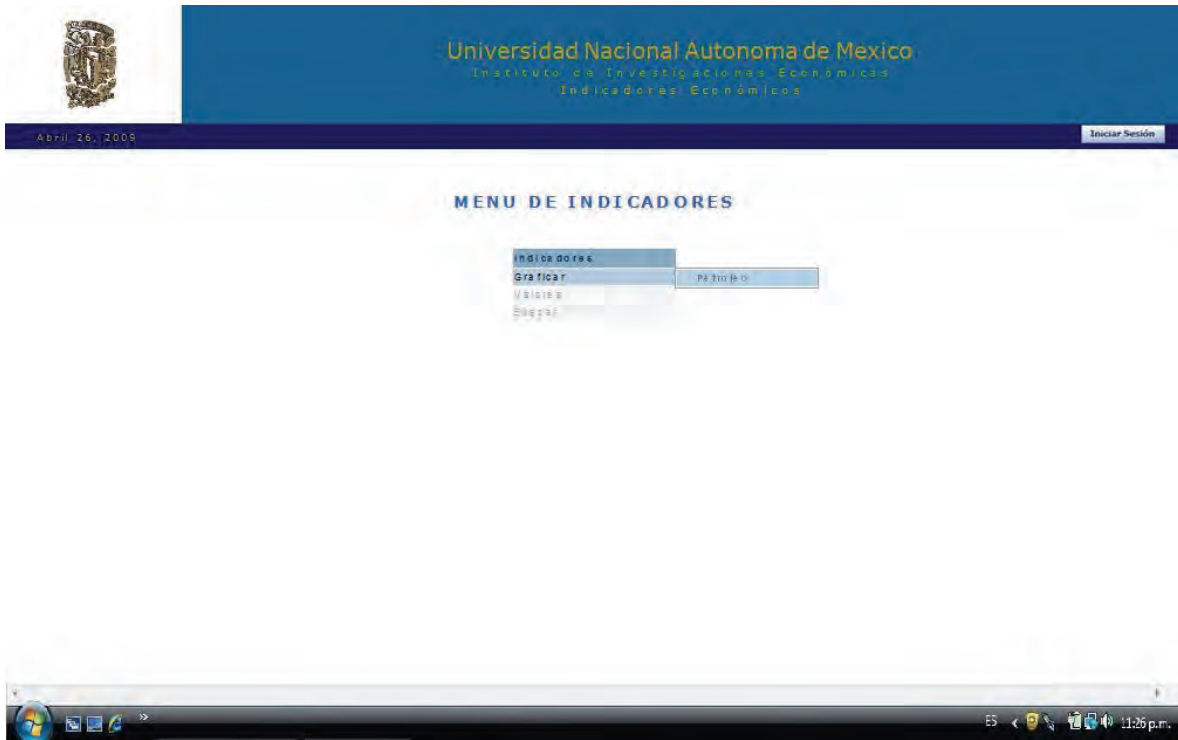 Universidad Nacional Autonoma de Mexico
Instituto de Investigaciones Económicas
Indicadores Económicos
Abril 26, 2009
Iniciar Sesión
MENU DE INDICADORES
Indicadores
Graficar
Petroleo
Valores
ES
11:26 p.m.